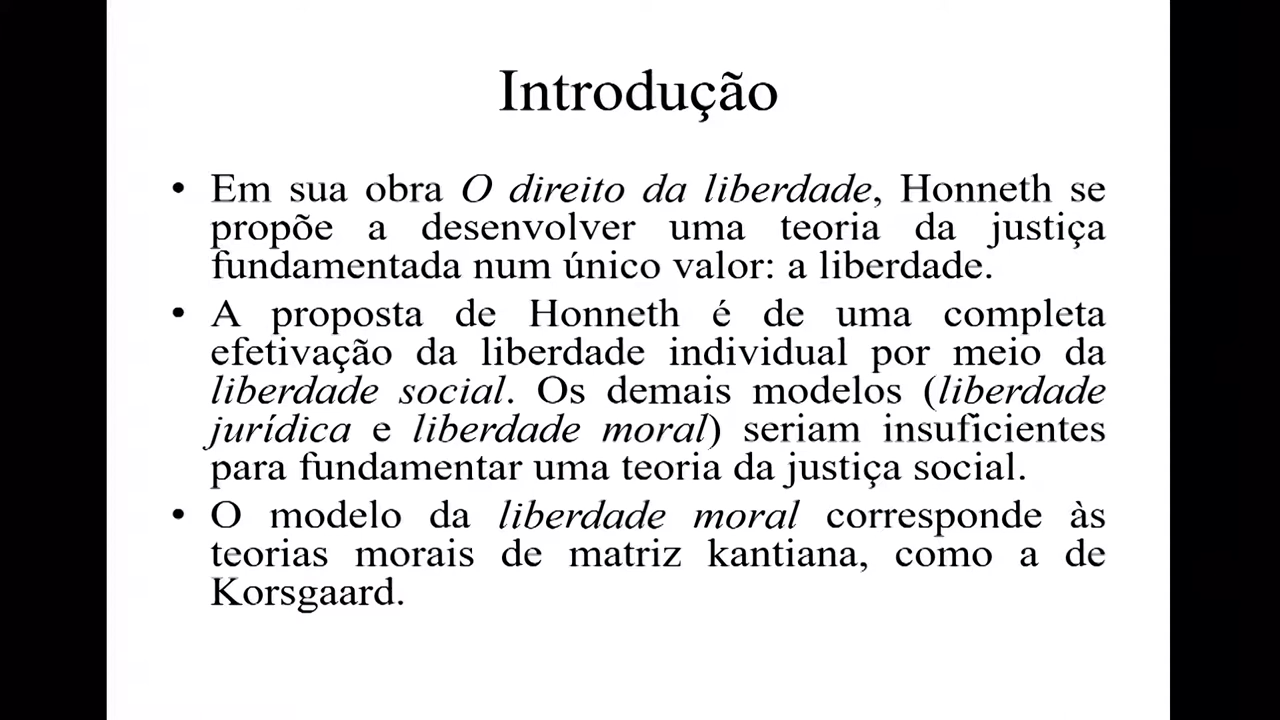 Introdução
• Em sua obra O direito da liberdade, Honneth se
propõe a desenvolver uma teoria da justiça
fundamentada num único valor: a liberdade.
• A proposta de Honneth é de uma completa
efetivação da liberdade individual por meio da
liberdade social. Os demais modelos (liberdade
jurídica e liberdade moral) seriam insuficientes
para fundamentar uma teoria da justiça social.
• O modelo da liberdade moral corresponde às
teorias morais de matriz kantiana, como a de
Korsgaard.